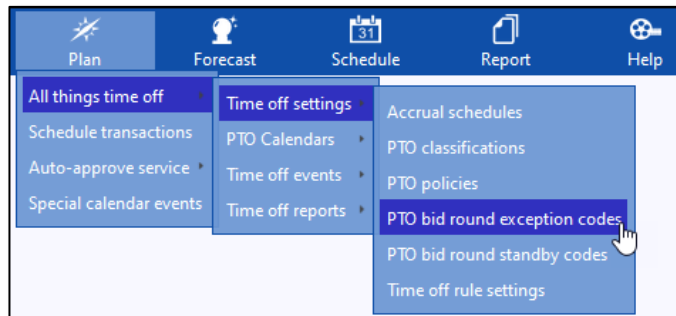 31
Plan
Forecast
Schedule
Report
Help
All things time off
Schedule transactions
Auto-approve service
Special calendar events
Time off settings
PTO Calendars
Time off events
Time off reports
Accrual schedules
PTO classifications
PTO policies
PTO bid round exception codes
PTO bid round standby codes
Time off rule settings